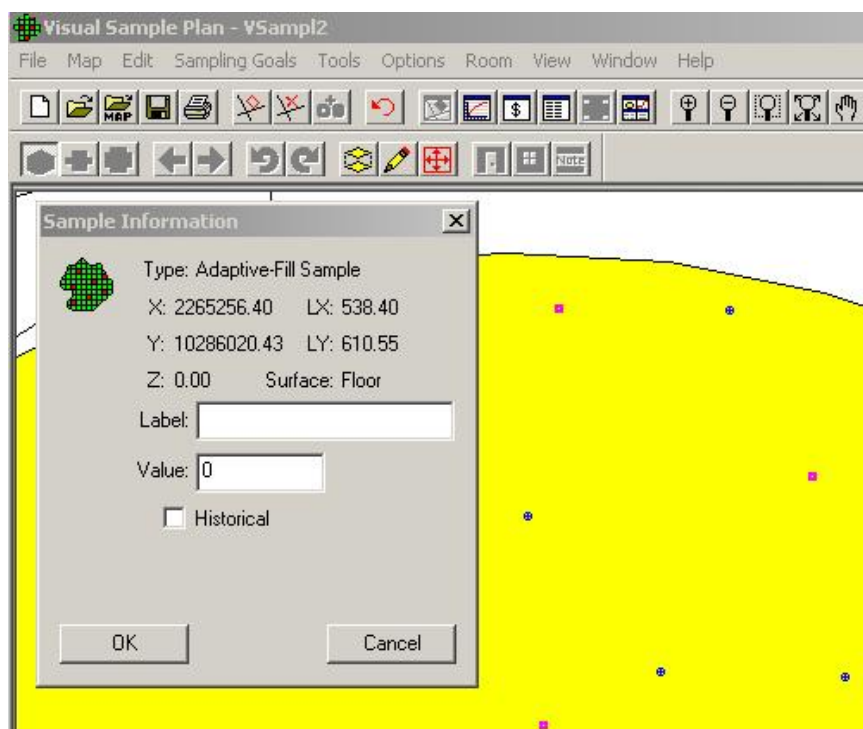 Visual Sample Plan - VSampl2
File Map Edit Sampling Goals Tools Options Room View Window Help
MAP $
Note
Sample Information
Type: Adaptive-Fill Sample
X: 2265256.40 LX: 538.40
Y: 10286020.43 LY: 610.55
Z: 0.00 Surface: Floor
Label:
Value: 0
Historical
OK Cancel